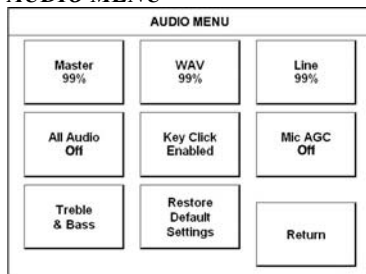 AUDIO MENU
AUDIO MENU
Master
99%
WAV
99%
Line
99%
All Audio
Off
Key Click
Enabled
Mic AGC
Off
Treble
& Bass
Restore
Default
Settings
Return